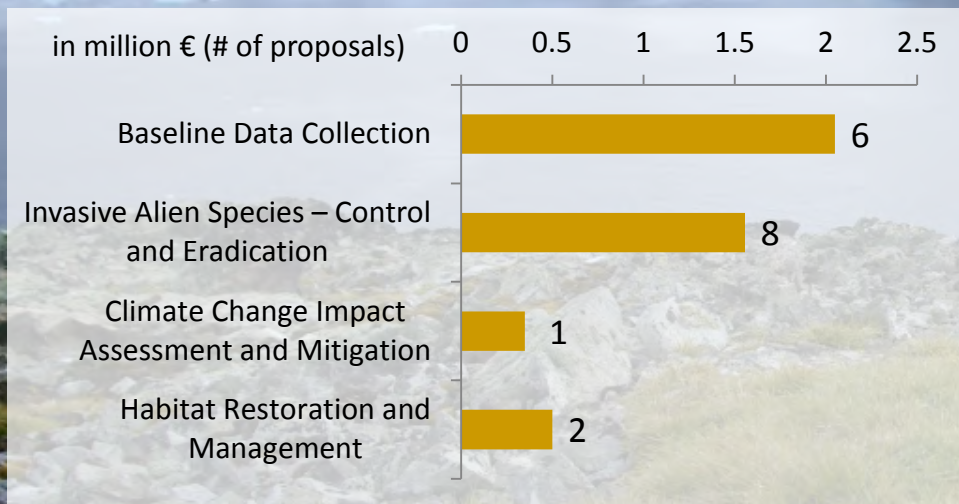 in million € (# of proposals)
0 0.5 1 1.5 2 2.5
Baseline Data Collection
6
Invasive Alien Species – Control
and Eradication
8
Climate Change Impact
Assessment and Mitigation
1
Habitat Restoration and
Management
2